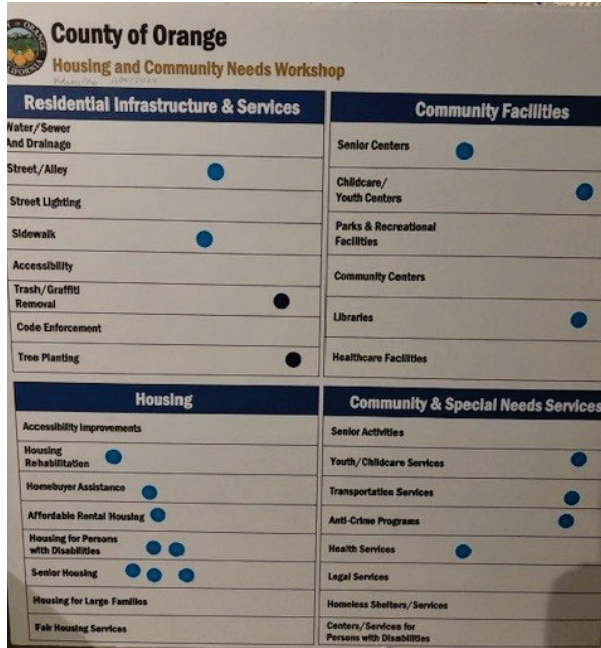 County of Orange
Housing and Community Needs Workshop
Residential Infrastructure & Services
Water/Sewer
And Drainage
Street/Alley
Street Lighting
Sidewalk
Accessibility
Trash/Graffiti
Removal
Code Enforcement
Tree Planting
Community Facilities
Senior Centers
Childcare/
Youth Centers
Parks & Recreational
Facilities
Community Centers
Libraries
Healthcare Facilities
Housing
Accessibility Improvements
Housing
Rehabilitation
Homebuyer Assistance
Affordable Rental Housing
Housing for Persons
with Disabilities
Senior Housing
Housing for Large Families
Fair Housing Services
Community & Special Needs Services
Senior Activities
Youth/Childcare Services
Transportation Services
Anti-Crime Programs
Health Services
Legal Services
Homeless Shelters/Services
Centers/Services for
Persons with Disabilities